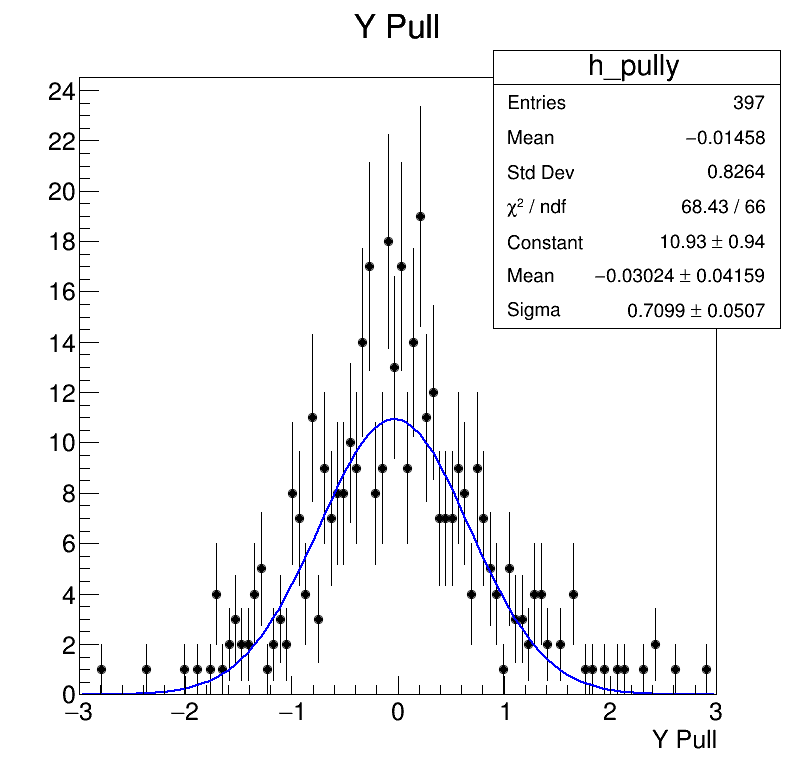 Y Pull
h_pully
Entries 397
Mean −0.01458
Std Dev 0.8264
χ² / ndf 68.43 / 66
Constant 10.93 ± 0.94
Mean −0.03024 ± 0.04159
Sigma 0.7099 ± 0.0507
24
22
20
18
16
14
12
10
8
6
4
2
0
−3 −2 −1 0 1 2 3
Y Pull